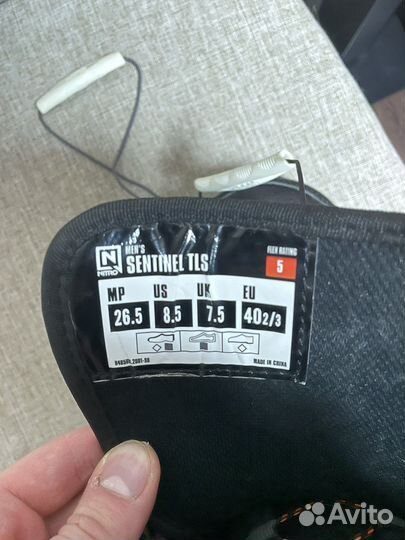 MEN'S
SENTINEL TLS
NITRO
FLEX RATING
5
MP US UK EU
26.5 8.5 7.5 40 2/3
MADE IN CHINA
Avito